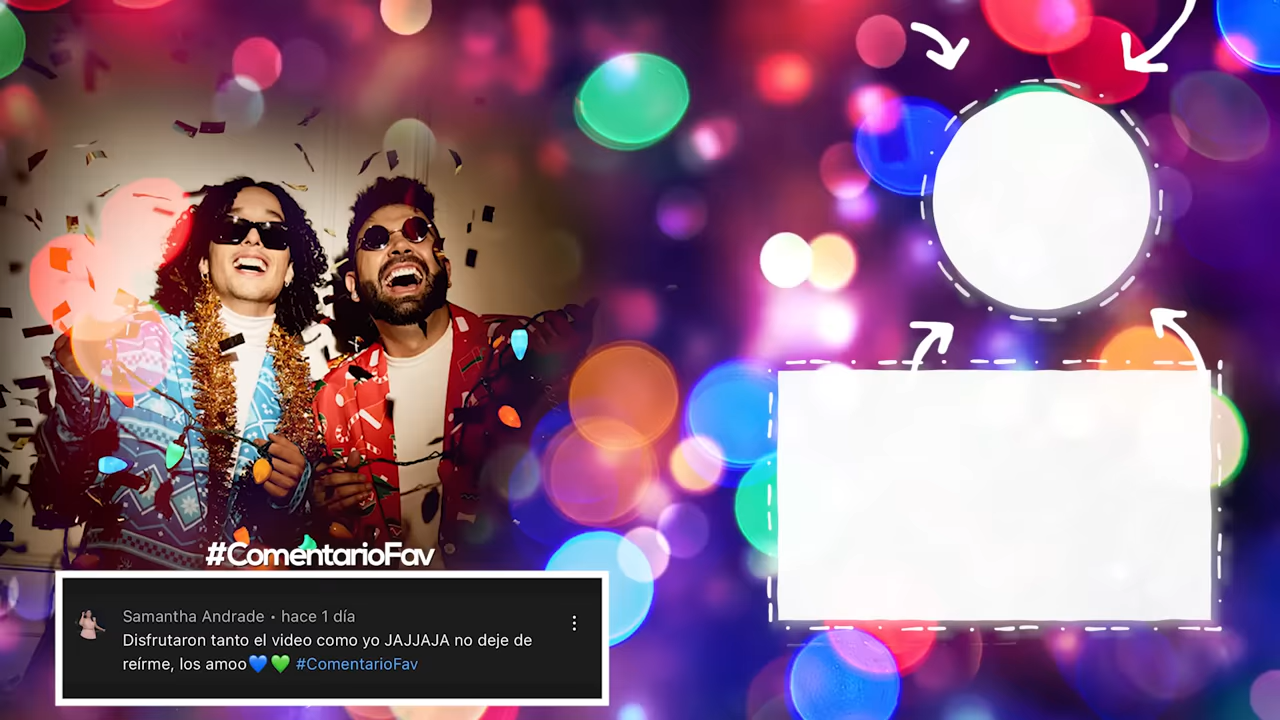 #ComentarioFav
Samantha Andrade • hace 1 día
Disfrutaron tanto el video como yo JAJJAJA no deje de
reírme, los amoo💙💚 #ComentarioFav